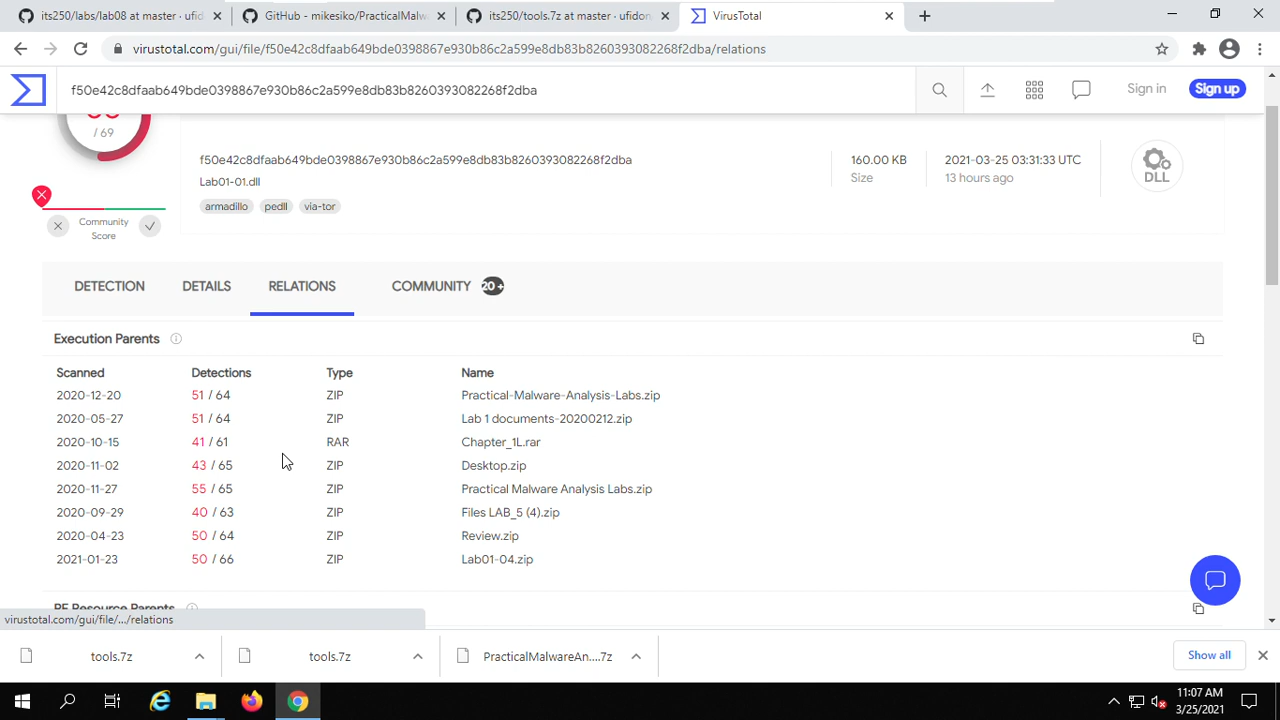 its250/labs/lab08 at master · ufid
GitHub - mikesiko/PracticalMalw
its250/tools.7z at master · ufidon
VirusTotal
virustotal.com/gui/file/f50e42c8dfaab649bde0398867e930b86c2a599e8db83b8260393082268f2dba/relations
f50e42c8dfaab649bde0398867e930b86c2a599e8db83b8260393082268f2dba
Sign in
Sign up
/ 69
f50e42c8dfaab649bde0398867e930b86c2a599e8db83b8260393082268f2dba
160.00 KB
2021-03-25 03:31:33 UTC
Lab01-01.dll
Size
13 hours ago
DLL
armadillo pedll via-tor
Community
Score
DETECTION DETAILS RELATIONS COMMUNITY 20+
Execution Parents
Scanned Detections Type Name
2020-12-20 51 / 64 ZIP Practical-Malware-Analysis-Labs.zip
2020-05-27 51 / 64 ZIP Lab 1 documents-20200212.zip
2020-10-15 41 / 61 RAR Chapter_1L.rar
2020-11-02 43 / 65 ZIP Desktop.zip
2020-11-27 55 / 65 ZIP Practical Malware Analysis Labs.zip
2020-09-29 40 / 63 ZIP Files LAB_5 (4).zip
2020-04-23 50 / 64 ZIP Review.zip
2021-01-23 50 / 66 ZIP Lab01-04.zip
PE Resource Parents
virustotal.com/gui/file/.../relations
tools.7z
tools.7z
PracticalMalwareAn....7z
Show all
11:07 AM
3/25/2021